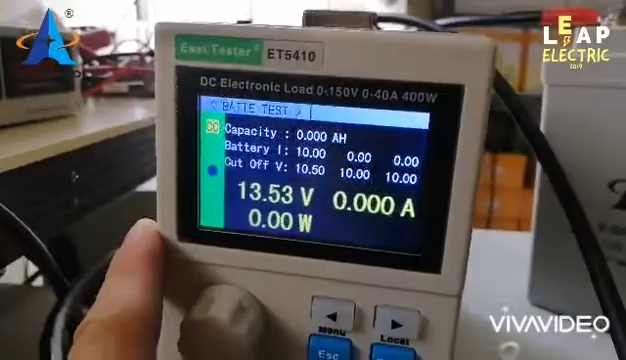 ®
LEAP
ELECTRIC
2019
East Tester® ET5410
DC Electronic Load 0-150V 0-40A 400W
< BATTE TEST >
CC
Capacity : 0.000 AH
Battery I: 10.00 0.00 0.00
Cut Off V: 10.50 10.00 10.00
13.53 V 0.000 A
0.00 W
◄ ►
Menu Local
Esc
VIVAVIDEO